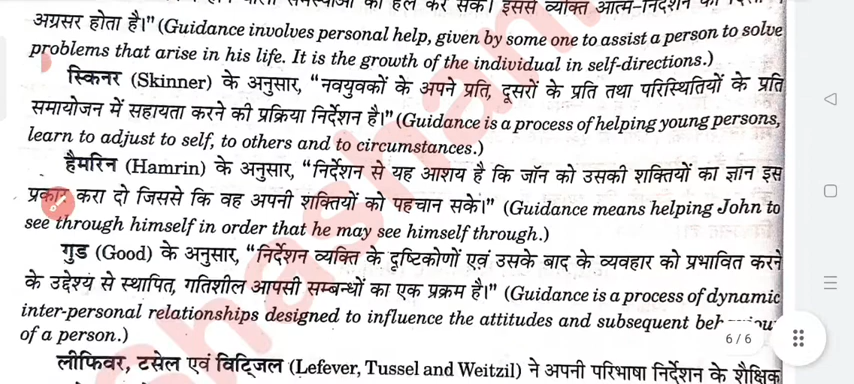 अग्रसर होता है।" (Guidance involves personal help, given by some one to assist a person to solve
problems that arise in his life. It is the growth of the individual in self-directions.)
स्किनर (Skinner) के अनुसार, "नवयुवकों के अपने प्रति, दूसरों के प्रति तथा परिस्थितियों के प्रति
समायोजन में सहायता करने की प्रक्रिया निर्देशन है।" (Guidance is a process of helping young persons,
learn to adjust to self, to others and to circumstances.)
हैमरिन (Hamrin) के अनुसार, "निर्देशन से यह आशय है कि जॉन को उसकी शक्तियों का ज्ञान इस
प्रकार करा दो जिससे कि वह अपनी शक्तियों को पहचान सके।" (Guidance means helping John to
see through himself in order that he may see himself through.)
गुड (Good) के अनुसार, "निर्देशन व्यक्ति के दृष्टिकोणों एवं उसके बाद के व्यवहार को प्रभावित करने
के उद्देश्य से स्थापित, गतिशील आपसी सम्बन्धों का एक प्रक्रम है।" (Guidance is a process of dynamic
inter-personal relationships designed to influence the attitudes and subsequent
of a person.)
6 / 6
लीफिवर, टसेल एवं विट्जिल (Lefever, Tussel and Weitzil) ने अपनी परिभाषा निर्देशन के शैक्षिक